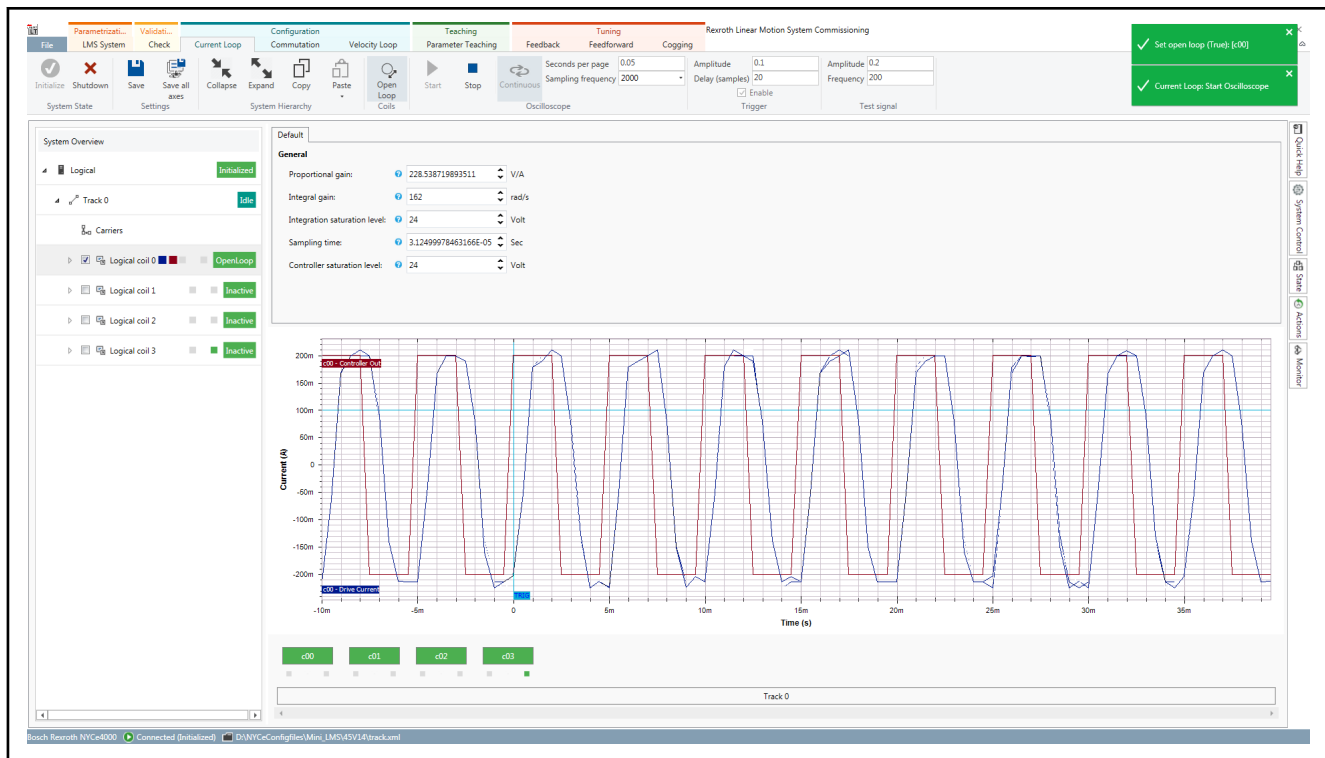 Parametrizati... Validati... Configuration Teaching Tuning Rexroth Linear Motion System Commissioning
File LMS System Check Current Loop Commutation Velocity Loop Parameter Teaching Feedback Feedforward Cogging
Set open loop (True): [c00]
Current Loop: Start Oscilloscope
Initialize Shutdown Save Save all axes Collapse Expand Copy Paste Open Loop Start Stop Continuous
Seconds per page 0.05 Amplitude 0.1 Amplitude 0.2
Sampling frequency 2000 Delay (samples) 20 Frequency 200
Enable
System State Settings System Hierarchy Coils Oscilloscope Trigger Test signal
System Overview
Logical Initialized
Track 0 Idle
Carriers
Logical coil 0 OpenLoop
Logical coil 1 Inactive
Logical coil 2 Inactive
Logical coil 3 Inactive
Default
General
Proportional gain: 228.538719893511 V/A
Integral gain: 162 rad/s
Integration saturation level: 24 Volt
Sampling time: 3.12499978463166E-05 Sec
Controller saturation level: 24 Volt
Quick Help
System Control
State
Actions
Monitor
200m
c00 - Controller Out
150m
100m
50m
0
-50m
-100m
-150m
-200m
c00 - Drive Current
TRIG
Current (A)
-10m -5m 0 5m 10m 15m 20m 25m 30m 35m
Time (s)
c00 c01 c02 c03
Track 0
Bosch Rexroth NYCe4000 Connected (Initialized) D:\NYCeConfigfiles\Mini_LMS\45V14\track.xml